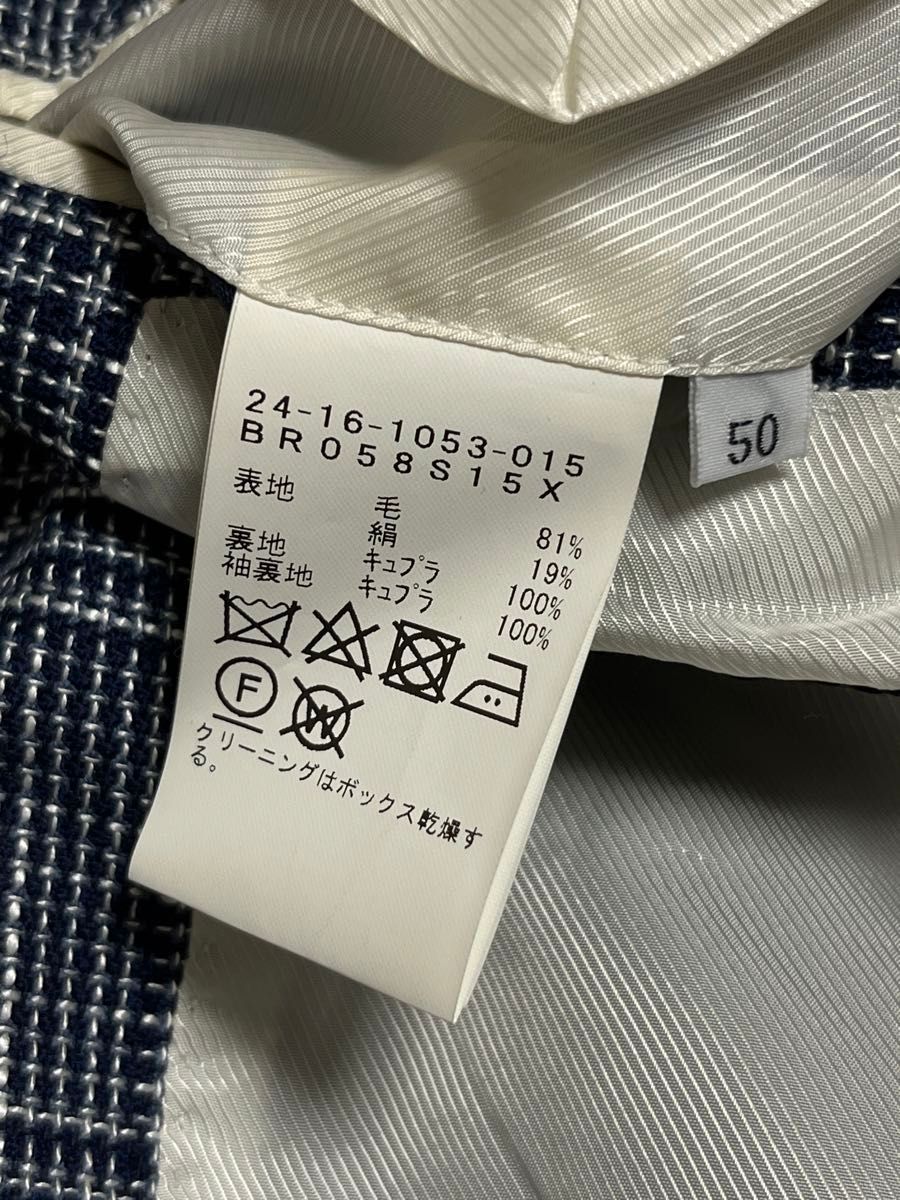 24-16-1053-015
BR058S15X
表地 毛 81%
絹 19%
裏地 キュプラ 100%
袖裏地 キュプラ 100%
F W
クリーニングはボックス乾燥す
る。
50